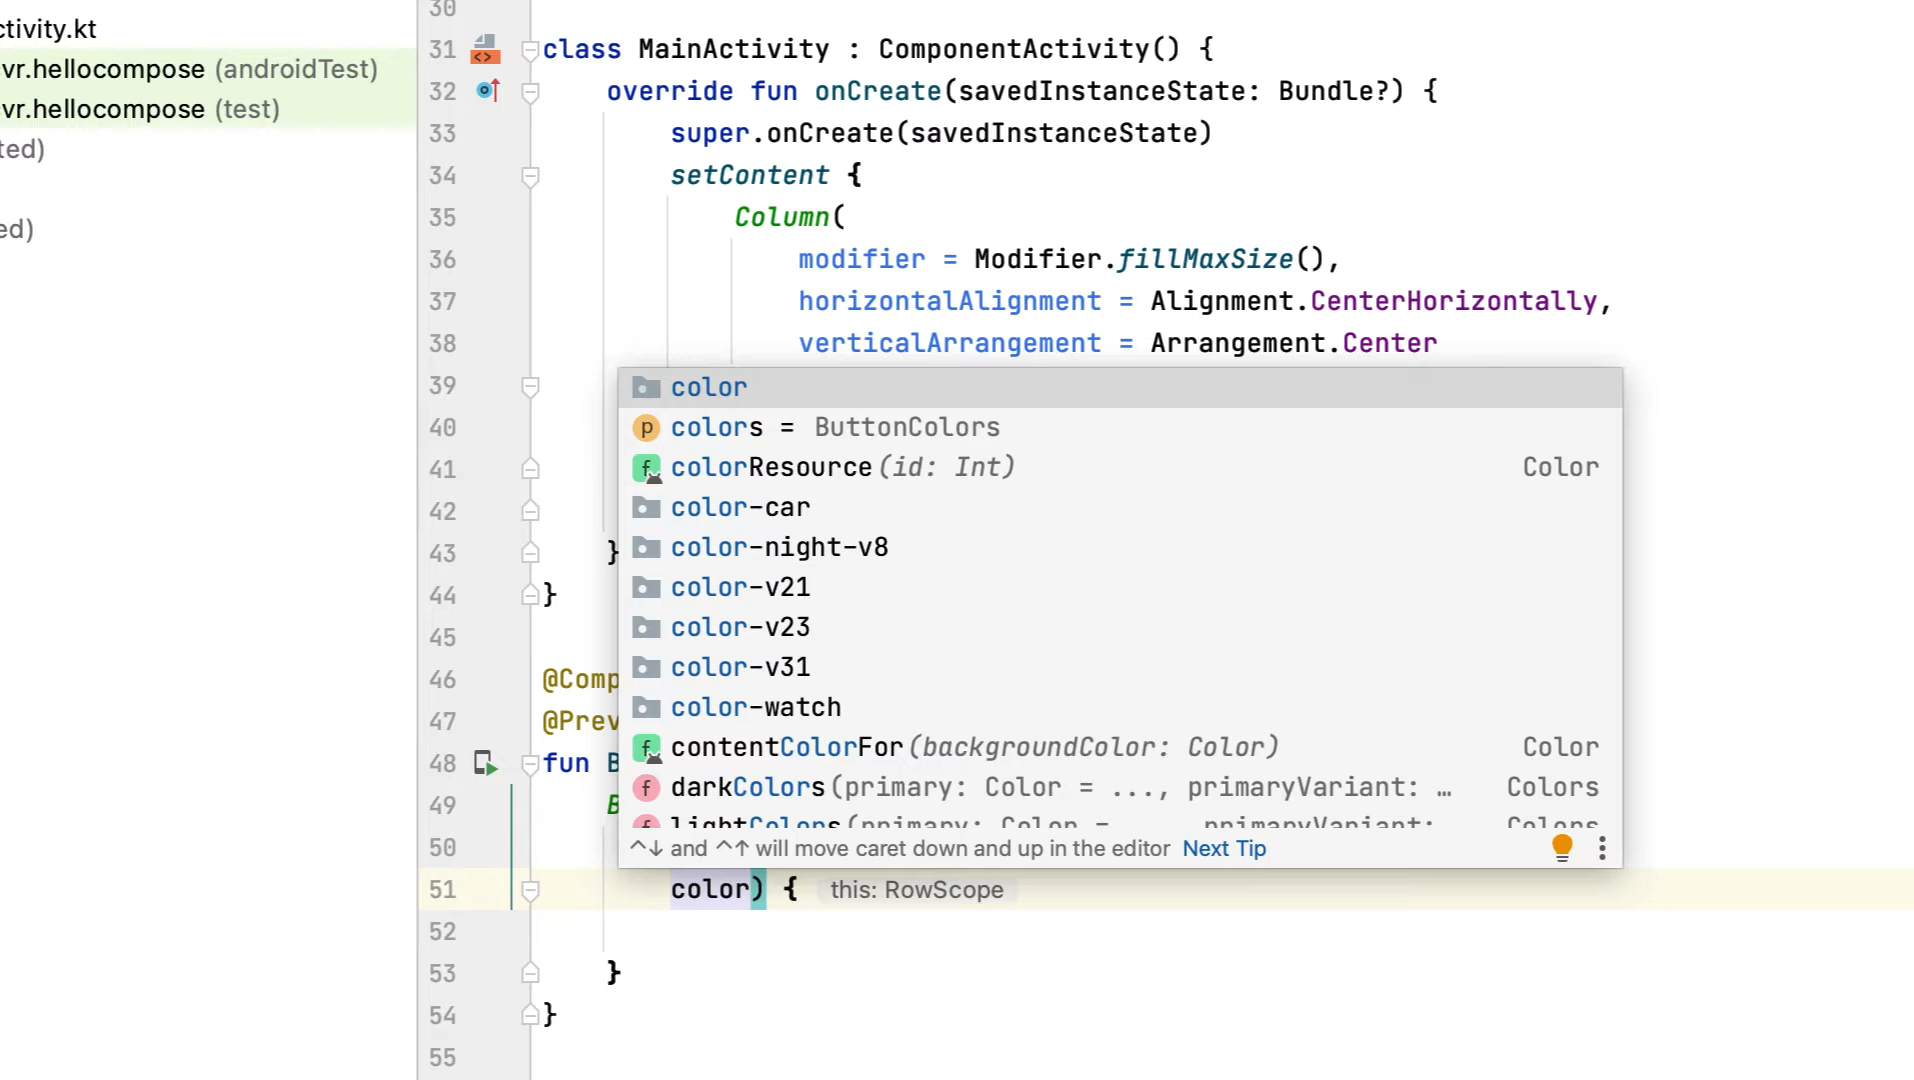 ctivity.kt
vr.hellocompose (androidTest)
vr.hellocompose (test)
ted)
ed)
30
31 class MainActivity : ComponentActivity() {
32 override fun onCreate(savedInstanceState: Bundle?) {
33 super.onCreate(savedInstanceState)
34 setContent {
35 Column(
36 modifier = Modifier.fillMaxSize(),
37 horizontalAlignment = Alignment.CenterHorizontally,
38 verticalArrangement = Arrangement.Center
39
40
41
42
43 }
44 }
45
46 @Comp
47 @Prev
48 fun B
49 B
50
color
colors = ButtonColors
colorResource(id: Int) Color
color-car
color-night-v8
color-v21
color-v23
color-v31
color-watch
contentColorFor(backgroundColor: Color) Color
darkColors(primary: Color = ..., primaryVariant: … Colors
lightColors(primary: Color = primaryVariant: Colors
^↓ and ^↑ will move caret down and up in the editor Next Tip
51 color) { this: RowScope
52
53 }
54 }
55